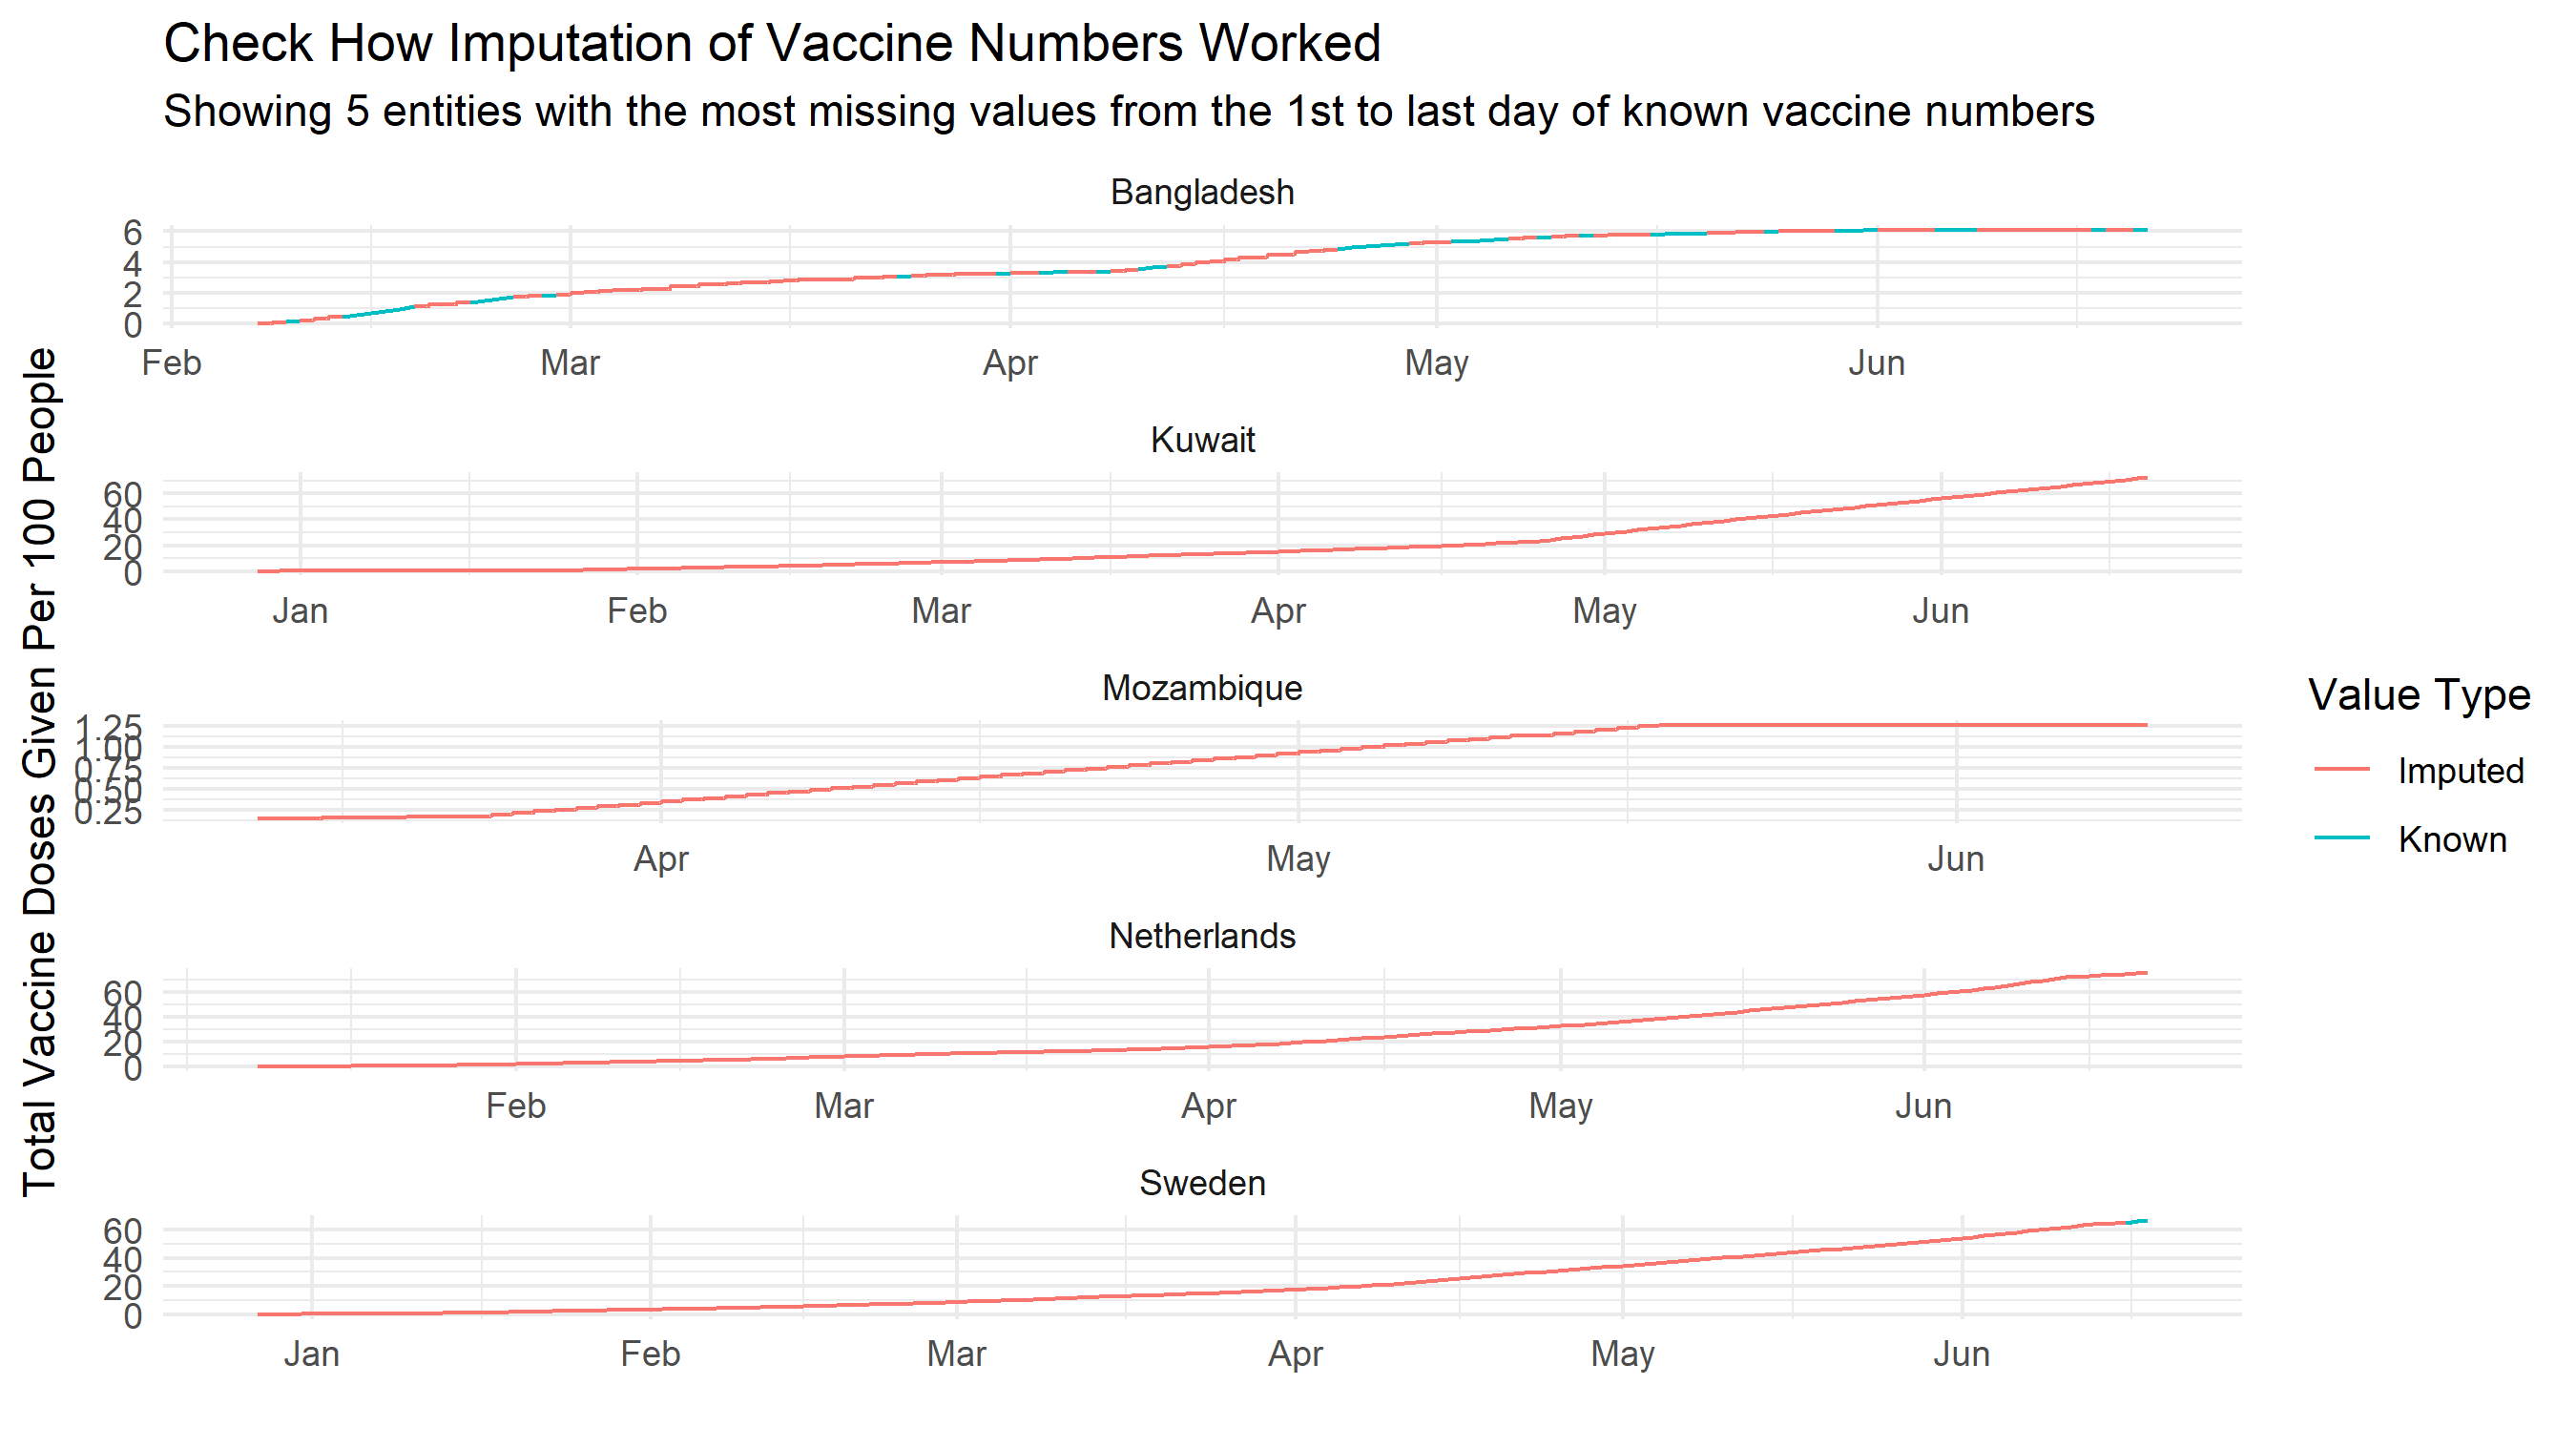 Check How Imputation of Vaccine Numbers Worked
Showing 5 entities with the most missing values from the 1st to last day of known vaccine numbers
Total Vaccine Doses Given Per 100 People
Bangladesh
6
4
2
0
Feb Mar Apr May Jun
Kuwait
60
40
20
0
Jan Feb Mar Apr May Jun
Mozambique
1.25
1.00
0.75
0.50
0.25
Apr May Jun
Netherlands
60
40
20
0
Feb Mar Apr May Jun
Sweden
60
40
20
0
Jan Feb Mar Apr May Jun
Value Type
Imputed
Known